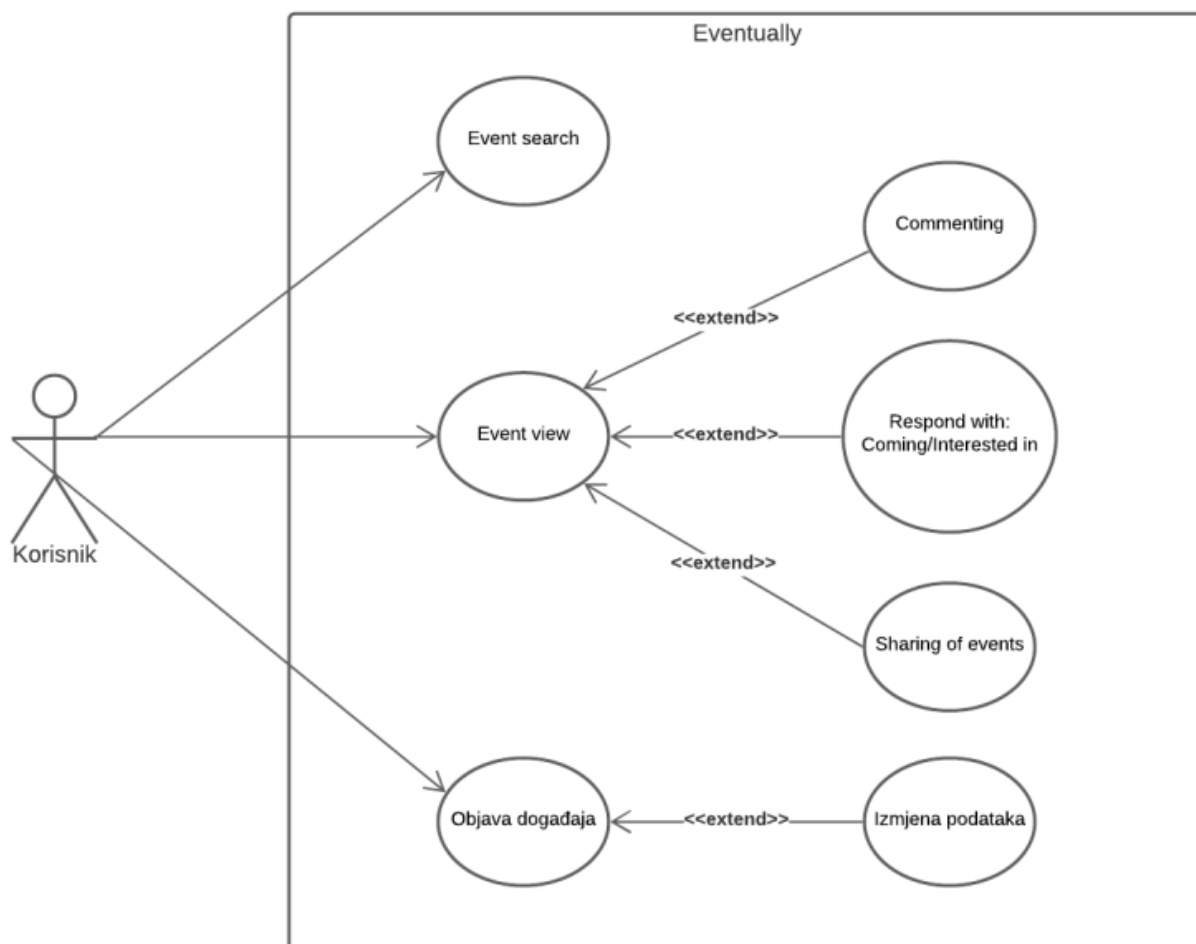 Eventually
Event search
Commenting
<<extend>>
Respond with:
Coming/Interested in
Event view
<<extend>>
<<extend>>
Korisnik
Sharing of events
Objava događaja
<<extend>>
Izmjena podataka